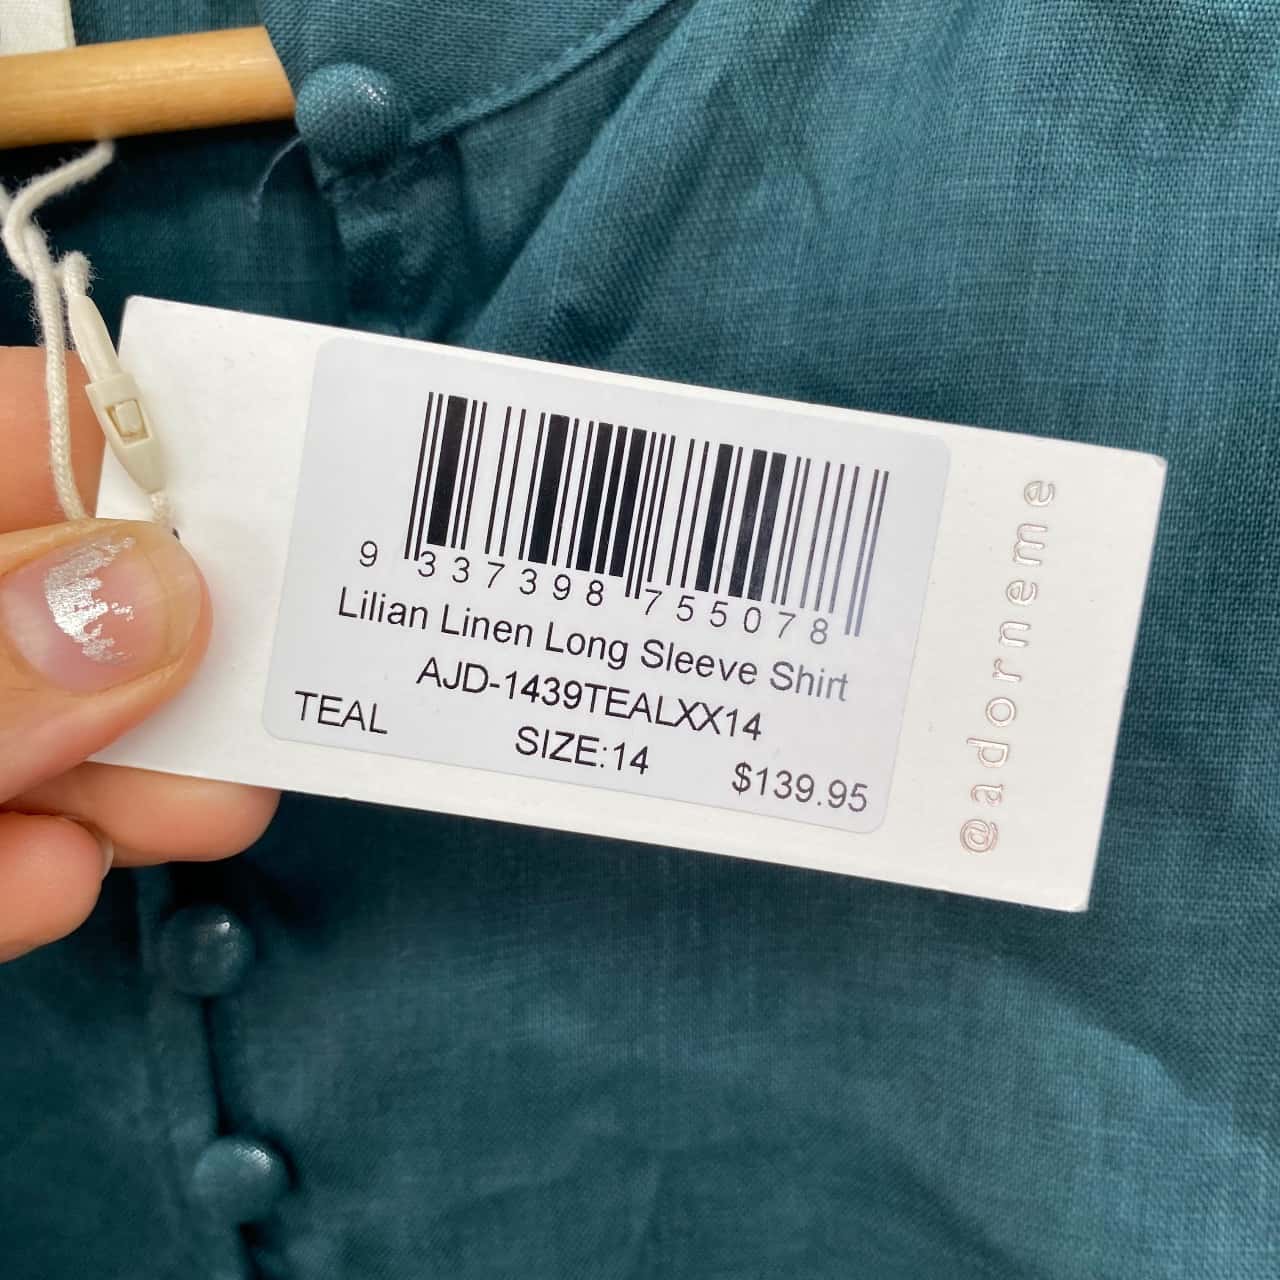 9 337398 755078
Lilian Linen Long Sleeve Shirt
AJD-1439TEALXX14
TEAL SIZE:14 $139.95
@adorneme